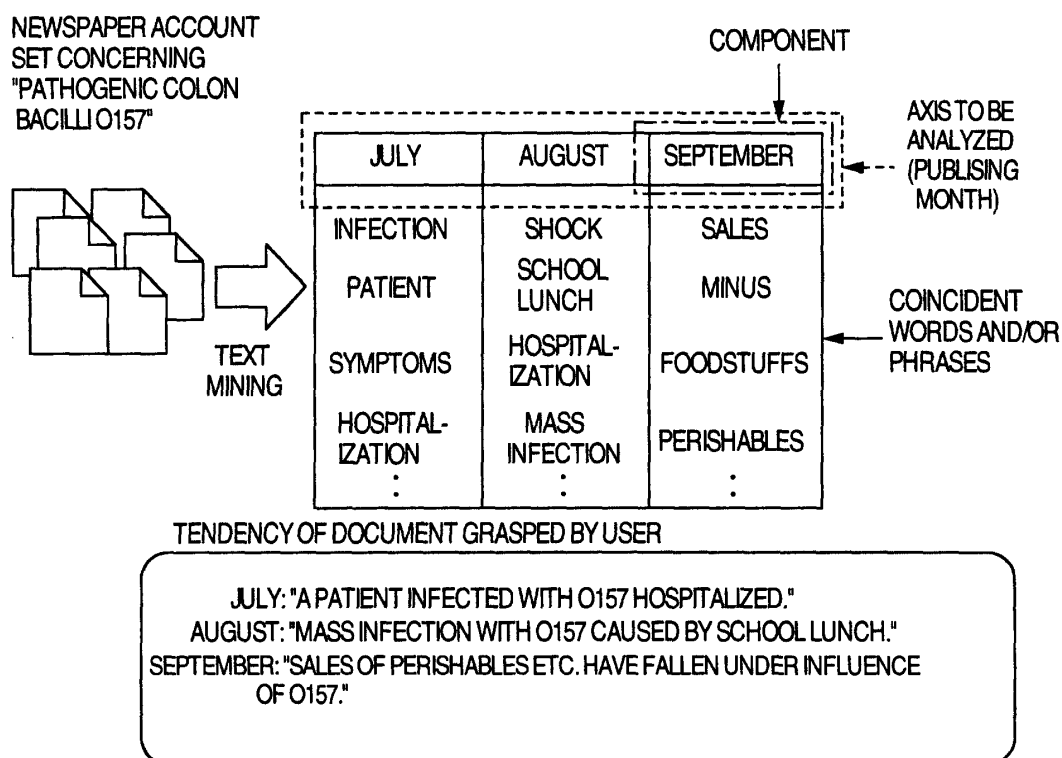 NEWSPAPER ACCOUNT
SET CONCERNING
"PATHOGENIC COLON
BACILLI O157"
TEXT
MINING
COMPONENT
AXIS TO BE
ANALYZED
(PUBLISING
MONTH)
JULY AUGUST SEPTEMBER
INFECTION SHOCK SALES
PATIENT SCHOOL
LUNCH MINUS
SYMPTOMS HOSPITAL-
IZATION FOODSTUFFS
HOSPITAL-
IZATION MASS
INFECTION PERISHABLES
COINCIDENT
WORDS AND/OR
PHRASES
TENDENCY OF DOCUMENT GRASPED BY USER
JULY: "A PATIENT INFECTED WITH O157 HOSPITALIZED."
AUGUST: "MASS INFECTION WITH O157 CAUSED BY SCHOOL LUNCH."
SEPTEMBER: "SALES OF PERISHABLES ETC. HAVE FALLEN UNDER INFLUENCE
OF O157."